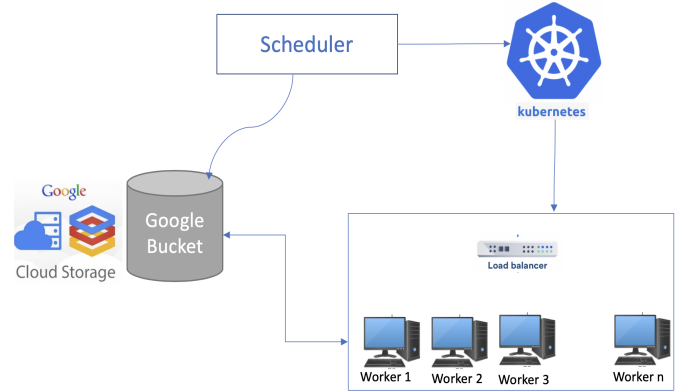 Scheduler
kubernetes
Google
Cloud Storage
Google
Bucket
Load balancer
Worker 1
Worker 2
Worker 3
Worker n